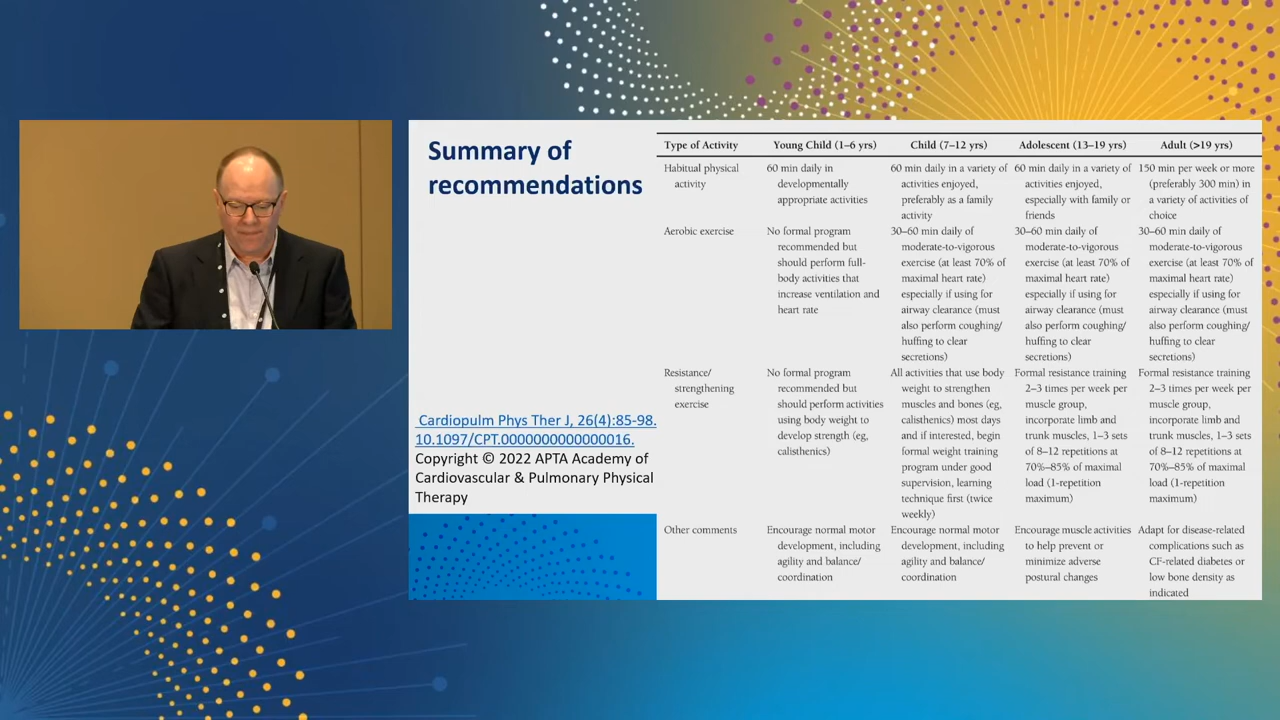 Summary of
recommendations
Cardiopulm Phys Ther J, 26(4):85-98.
10.1097/CPT.0000000000000016.
Copyright © 2022 APTA Academy of
Cardiovascular & Pulmonary Physical
Therapy
Type of Activity Young Child (1–6 yrs) Child (7–12 yrs) Adolescent (13–19 yrs) Adult (>19 yrs)
Habitual physical 60 min daily in 60 min daily in a variety of 60 min daily in a variety of 150 min per week or more
activity developmentally activities enjoyed, activities enjoyed, (preferably 300 min) in
appropriate activities preferably as a family especially with family or a variety of activities of
activity friends choice
Aerobic exercise No formal program 30–60 min daily of 30–60 min daily of 30–60 min daily of
recommended but moderate-to-vigorous moderate-to-vigorous moderate-to-vigorous
should perform full- exercise (at least 70% of exercise (at least 70% of exercise (at least 70% of
body activities that maximal heart rate) maximal heart rate) maximal heart rate)
increase ventilation and especially if using for especially if using for especially if using for
heart rate airway clearance (must airway clearance (must airway clearance (must
also perform coughing/ also perform coughing/ also perform coughing/
huffing to clear huffing to clear huffing to clear
secretions) secretions) secretions)
Resistance/ No formal program All activities that use body Formal resistance training Formal resistance training
strengthening recommended but weight to strengthen 2–3 times per week per 2–3 times per week per
exercise should perform activities muscles and bones (eg, muscle group, muscle group,
using body weight to calisthenics) most days incorporate limb and incorporate limb and
develop strength (eg, and if interested, begin trunk muscles, 1–3 sets trunk muscles, 1–3 sets
calisthenics) formal weight training of 8–12 repetitions at of 8–12 repetitions at
program under good 70%–85% of maximal 70%–85% of maximal
supervision, learning load (1-repetition load (1-repetition
technique first (twice maximum) maximum)
weekly)
Other comments Encourage normal motor Encourage normal motor Encourage muscle activities Adapt for disease-related
development, including development, including to help prevent or complications such as
agility and balance/ agility and balance/ minimize adverse CF-related diabetes or
coordination coordination postural changes low bone density as
indicated